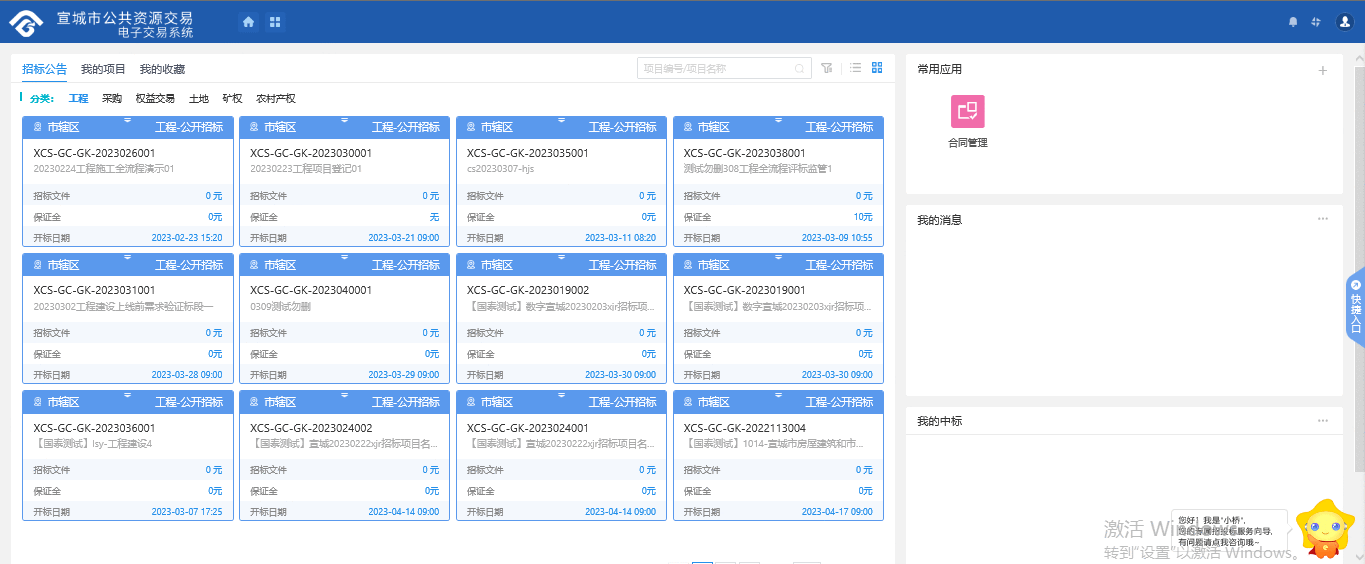 宣城市公共资源交易
电子交易系统
招标公告 我的项目 我的收藏
项目编号/项目名称
分类： 工程 采购 权益交易 土地 矿权 农村产权
市辖区 工程-公开招标
XCS-GC-GK-2023026001
20230224工程施工全流程演示01
招标文件 0 元
保证金 0元
开标日期 2023-02-23 15:20
市辖区 工程-公开招标
XCS-GC-GK-2023030001
20230223工程项目登记01
招标文件 0 元
保证金 无
开标日期 2023-03-21 09:00
市辖区 工程-公开招标
XCS-GC-GK-2023035001
cs20230307-hjs
招标文件 0 元
保证金 0元
开标日期 2023-03-11 08:20
市辖区 工程-公开招标
XCS-GC-GK-2023038001
测试勿删308工程全流程评标监管1
招标文件 0 元
保证金 10元
开标日期 2023-03-09 10:55
市辖区 工程-公开招标
XCS-GC-GK-2023031001
20230302工程建设上线前需求验证标段一
招标文件 0 元
保证金 0元
开标日期 2023-03-28 09:00
市辖区 工程-公开招标
XCS-GC-GK-2023040001
0309测试勿删
招标文件 0 元
保证金 0元
开标日期 2023-03-29 09:00
市辖区 工程-公开招标
XCS-GC-GK-2023019002
【国泰测试】数字宣城20230203xjr招标项...
招标文件 0 元
保证金 0元
开标日期 2023-03-30 09:00
市辖区 工程-公开招标
XCS-GC-GK-2023019001
【国泰测试】数字宣城20230203xjr招标项...
招标文件 0 元
保证金 0元
开标日期 2023-03-30 09:00
市辖区 工程-公开招标
XCS-GC-GK-2023036001
【国泰测试】lsy-工程建设4
招标文件 0 元
保证金 0元
开标日期 2023-03-07 17:25
市辖区 工程-公开招标
XCS-GC-GK-2023024002
【国泰测试】宣城20230222xjr招标项目名...
招标文件 0 元
保证金 0元
开标日期 2023-04-14 09:00
市辖区 工程-公开招标
XCS-GC-GK-2023024001
【国泰测试】宣城20230222xjr招标项目名...
招标文件 0 元
保证金 0元
开标日期 2023-04-14 09:00
市辖区 工程-公开招标
XCS-GC-GK-2022113004
【国泰测试】1014-宣城市房屋建筑和市...
招标文件 0 元
保证金 0元
开标日期 2023-04-17 09:00
常用应用
合同管理
我的消息
我的中标
快捷入口
您好！我是"小桥"，
您的专属招投标服务向导，
有问题请点我咨询哦~
激活 Windows
转到"设置"以激活 Windows。